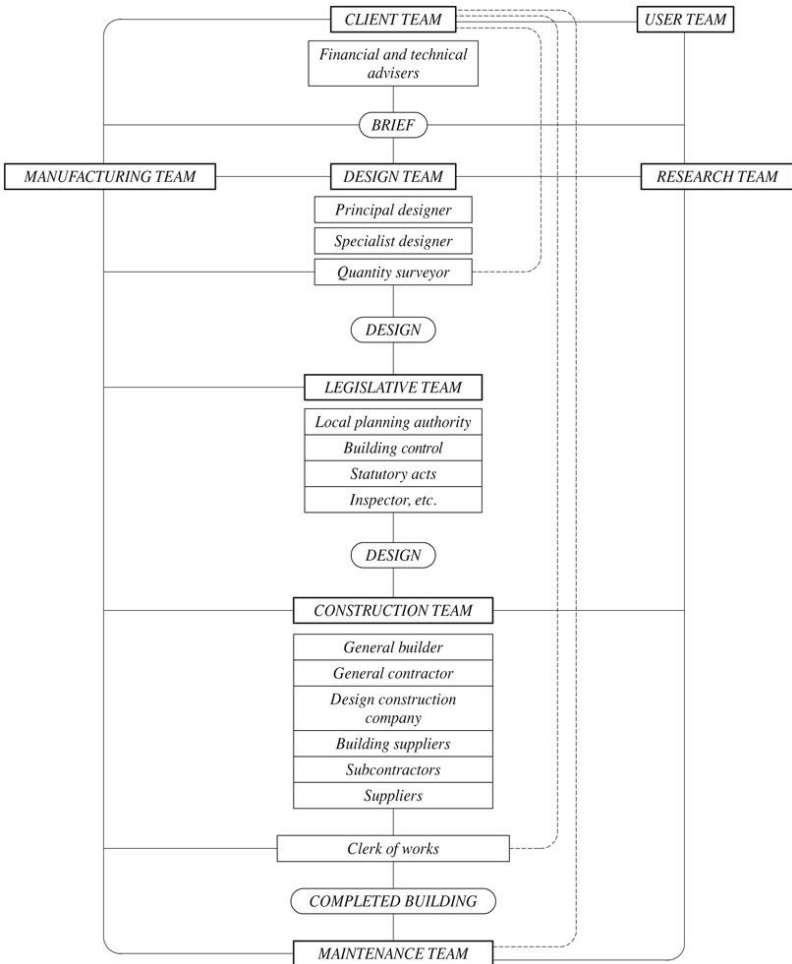 CLIENT TEAM
USER TEAM
Financial and technical
advisers
BRIEF
MANUFACTURING TEAM
DESIGN TEAM
RESEARCH TEAM
Principal designer
Specialist designer
Quantity surveyor
DESIGN
LEGISLATIVE TEAM
Local planning authority
Building control
Statutory acts
Inspector, etc.
DESIGN
CONSTRUCTION TEAM
General builder
General contractor
Design construction
company
Building suppliers
Subcontractors
Suppliers
Clerk of works
COMPLETED BUILDING
MAINTENANCE TEAM